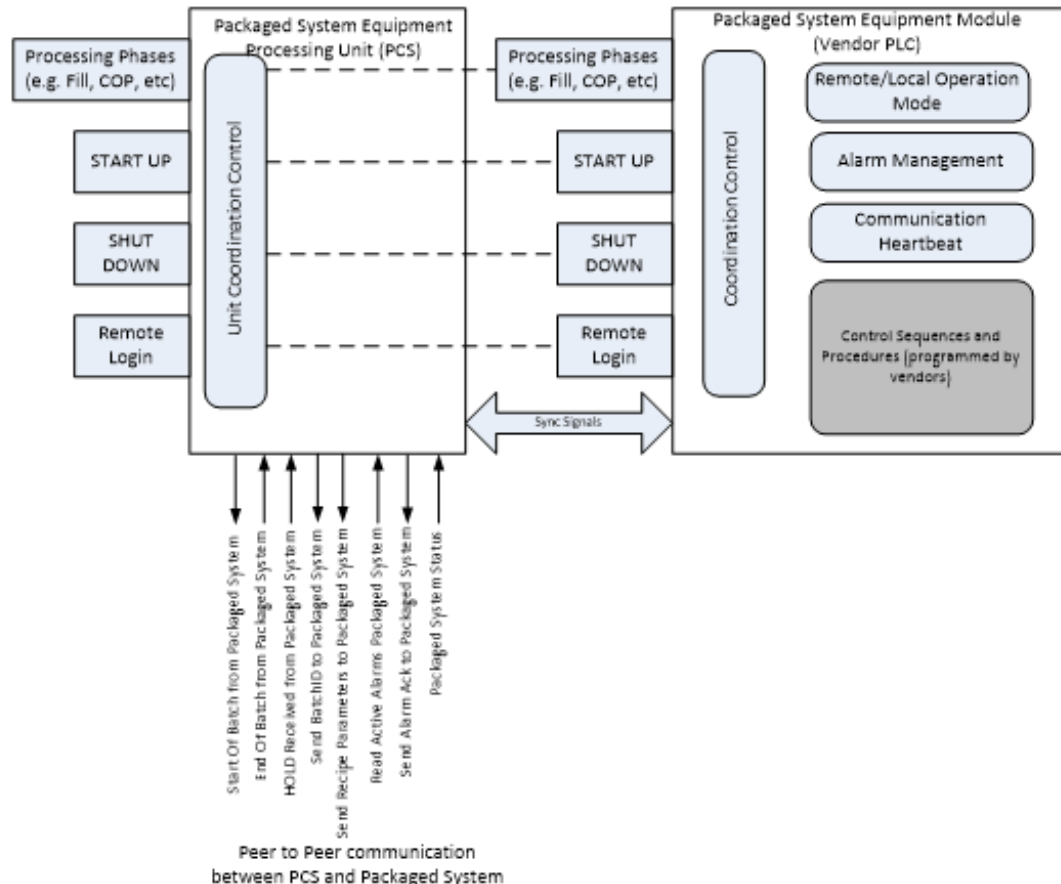 Packaged System Equipment
Processing Unit (PCS)
Processing Phases
(e.g. Fill, COP, etc)
START UP
SHUT
DOWN
Remote
Login
Unit Coordination Control
Processing Phases
(e.g. Fill, COP, etc)
START UP
SHUT
DOWN
Remote
Login
Packaged System Equipment Module
(Vendor PLC)
Coordination Control
Remote/Local Operation
Mode
Alarm Management
Communication
Heartbeat
Control Sequences and
Procedures (programmed by
vendors)
Sync Signals
Start Of Batch from Packaged System
End Of Batch from Packaged System
HOLD Received from Packaged System
Send BatchID to Packaged System
Send Recipe Parameters to Packaged System
Read Active Alarms Packaged System
Send Alarm Ack to Packaged System
Packaged System Status
Peer to Peer communication
between PCS and Packaged System